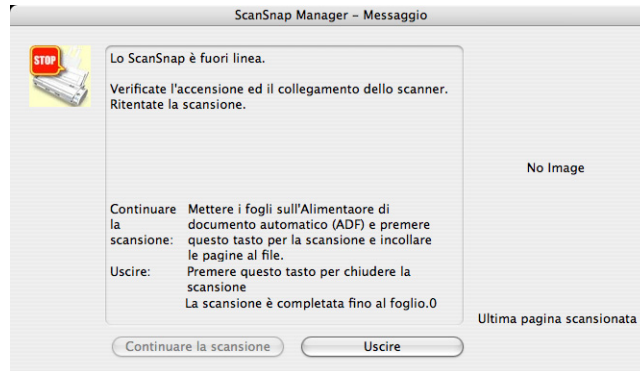 ScanSnap Manager – Messaggio
STOP
Lo ScanSnap è fuori linea.
Verificate l'accensione ed il collegamento dello scanner.
Ritentate la scansione.
No Image
Continuare Mettere i fogli sull'Alimentaore di
la documento automatico (ADF) e premere
scansione: questo tasto per la scansione e incollare
le pagine al file.
Uscire: Premere questo tasto per chiudere la
scansione
La scansione è completata fino al foglio.0
Ultima pagina scansionata
Continuare la scansione Uscire